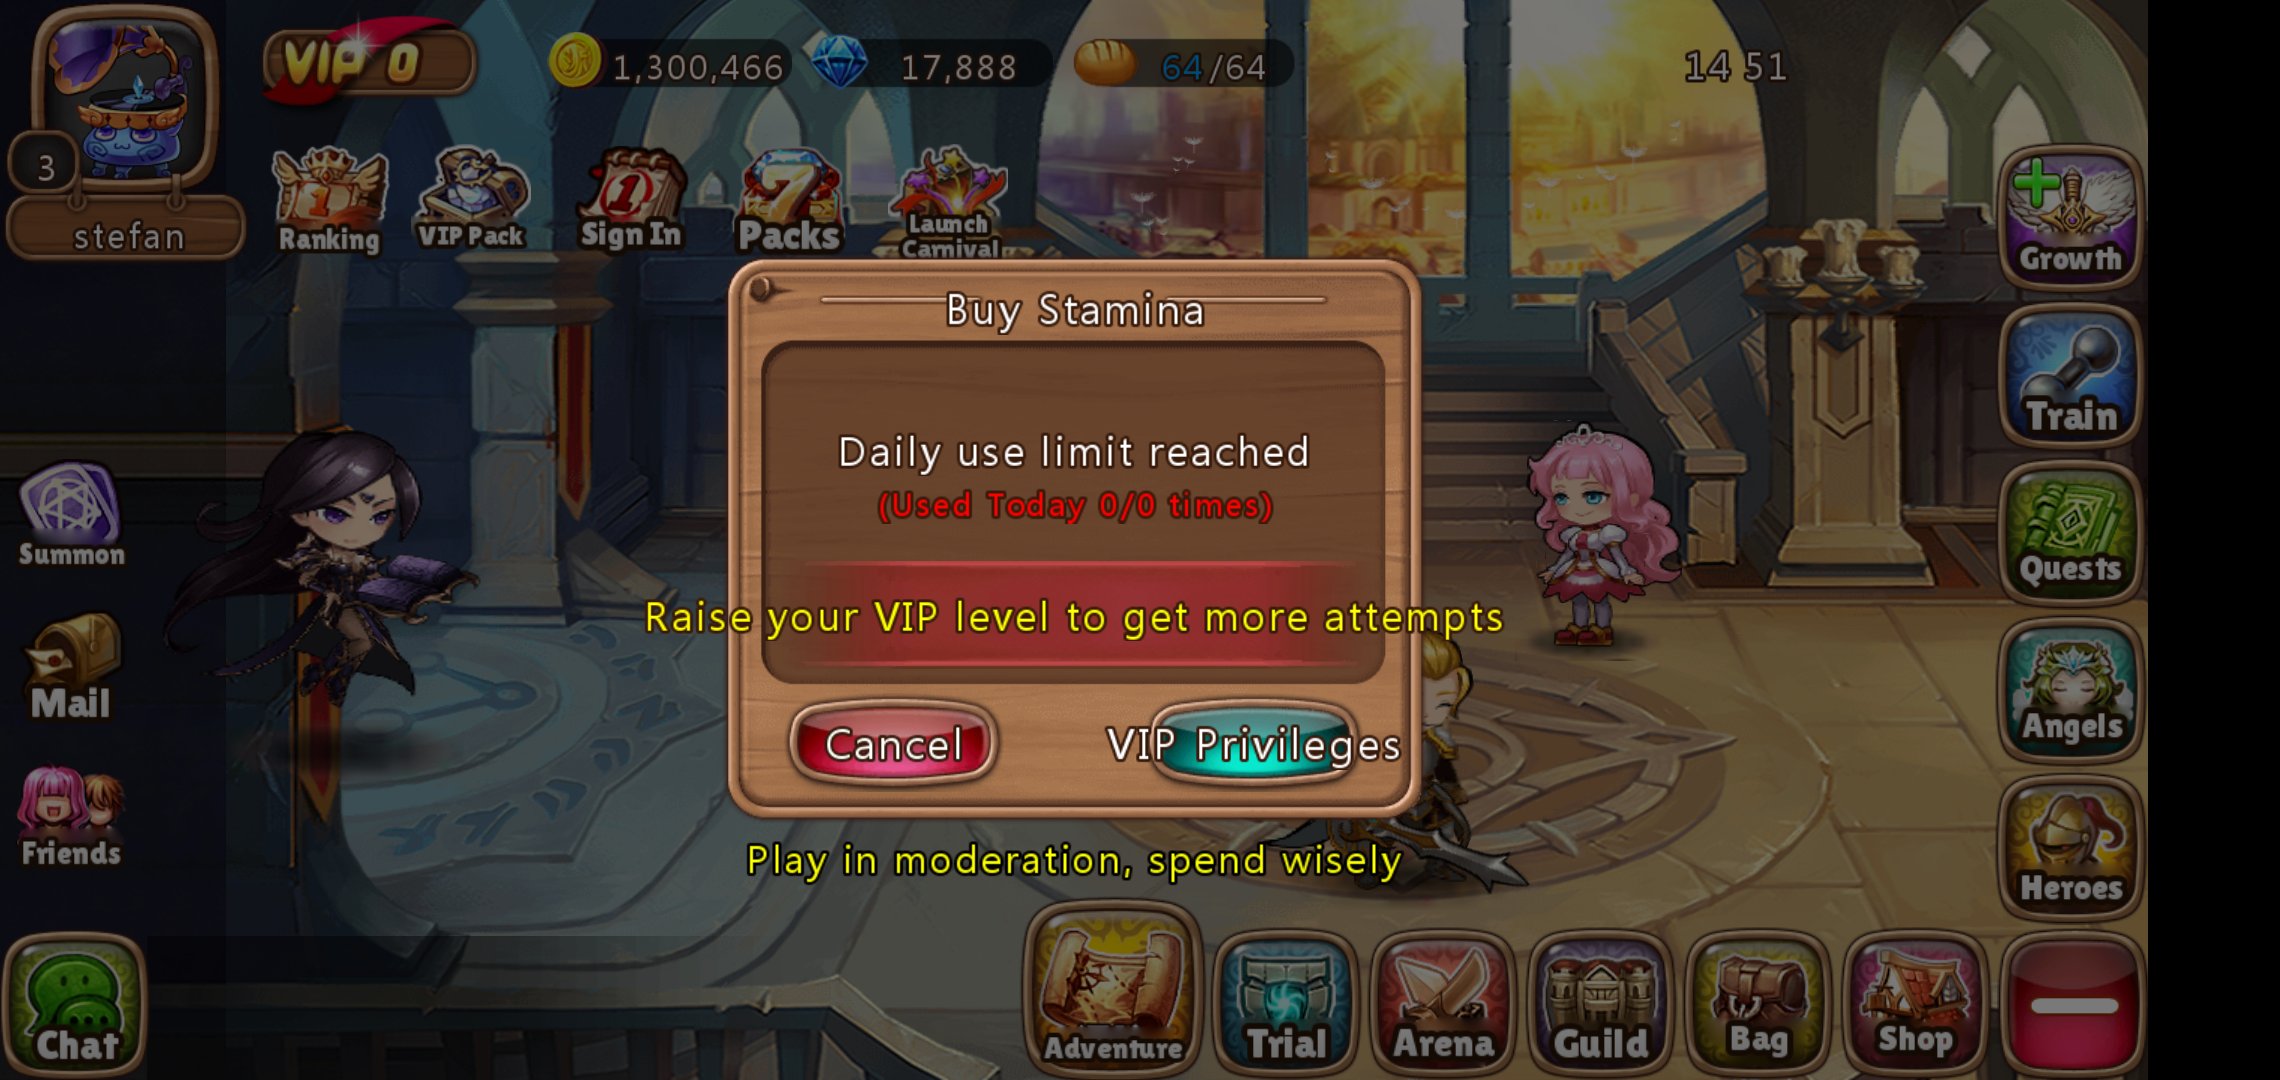 VIP 0
1,300,466
17,888
64/64
14 51
3
stefan
1
Ranking
VIP Pack
1
Sign In
7
Packs
Launch
Carnival
Growth
Train
Quests
Angels
Heroes
Summon
Mail
Friends
Chat
Buy Stamina
Daily use limit reached
(Used Today 0/0 times)
Raise your VIP level to get more attempts
Cancel
VIP Privileges
Play in moderation, spend wisely
Adventure
Trial
Arena
Guild
Bag
Shop